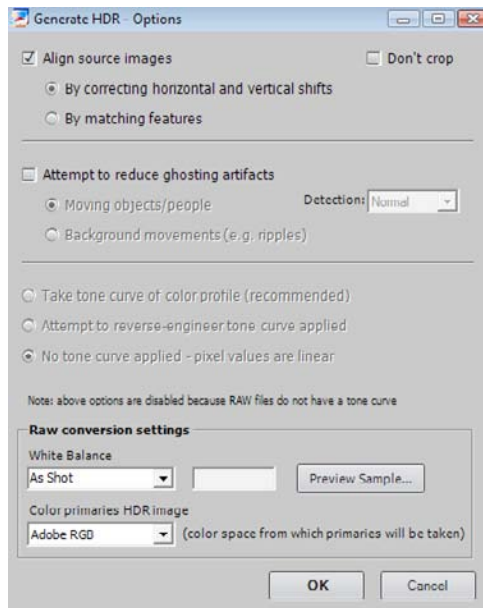 Generate HDR - Options
Align source images Don't crop
By correcting horizontal and vertical shifts
By matching features
Attempt to reduce ghosting artifacts
Moving objects/people Detection: Normal
Background movements (e.g. ripples)
Take tone curve of color profile (recommended)
Attempt to reverse-engineer tone curve applied
No tone curve applied - pixel values are linear
Note: above options are disabled because RAW files do not have a tone curve
Raw conversion settings
White Balance
As Shot Preview Sample...
Color primaries HDR image
Adobe RGB (color space from which primaries will be taken)
OK Cancel